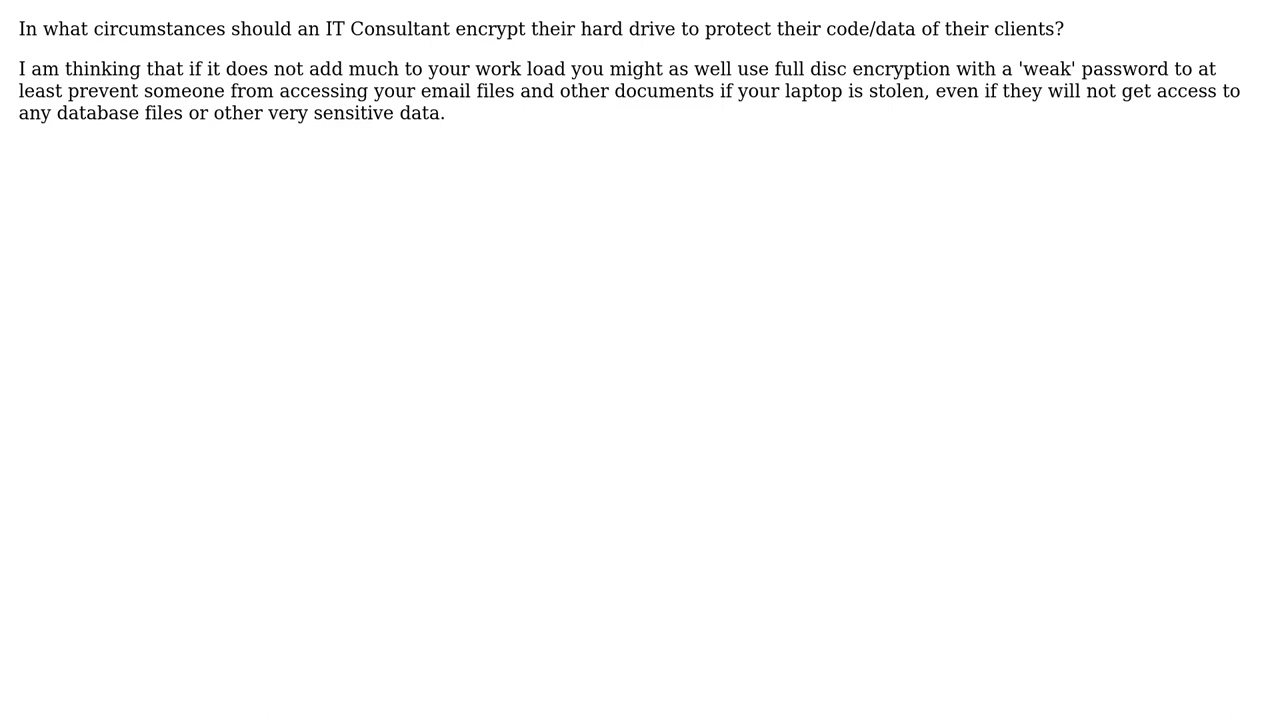 In what circumstances should an IT Consultant encrypt their hard drive to protect their code/data of their clients?
I am thinking that if it does not add much to your work load you might as well use full disc encryption with a 'weak' password to at
least prevent someone from accessing your email files and other documents if your laptop is stolen, even if they will not get access to
any database files or other very sensitive data.